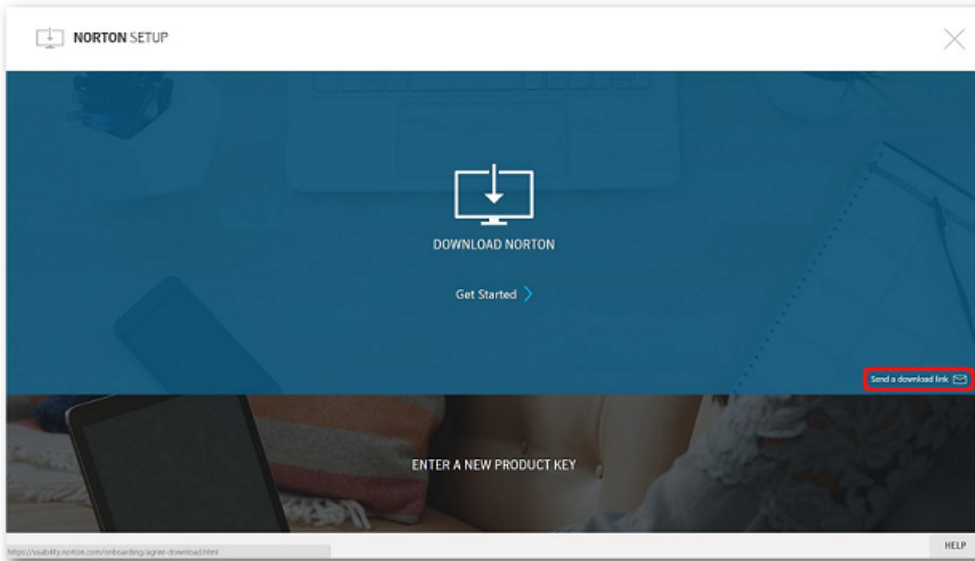 NORTON SETUP
DOWNLOAD NORTON
Get Started
Send a download link
ENTER A NEW PRODUCT KEY
https://usability.norton.com/onboarding/agree-download.html
HELP